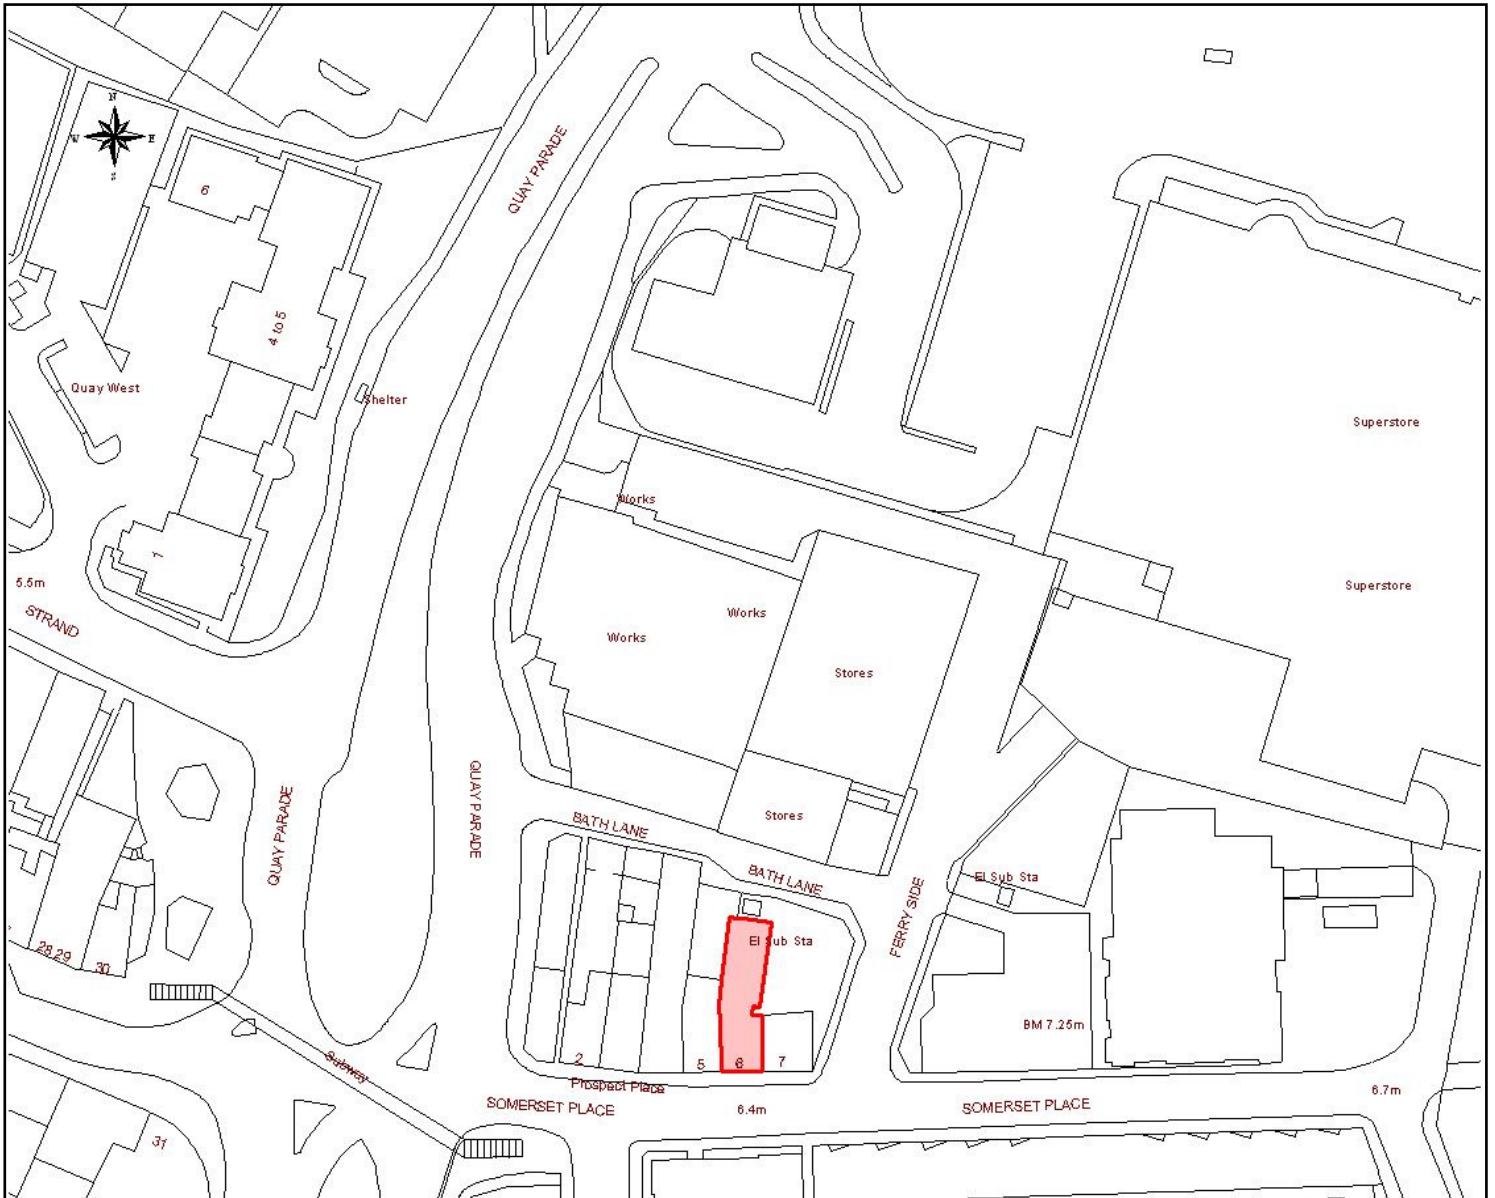 N
W E
S
QUAY PARADE
6
4 to 5
Quay West
Shelter
Superstore
Works
1
5.5m
Superstore
STRAND
Works
Works
Stores
QUAY PARADE
QUAY PARADE
Stores
BATH LANE
BATH LANE
El Sub Sta
FERRY SIDE
El Sub Sta
28 29
30
BM 7.25m
2
5
6
7
Subway
Prospect Place
SOMERSET PLACE
6.4m
SOMERSET PLACE
6.7m
31